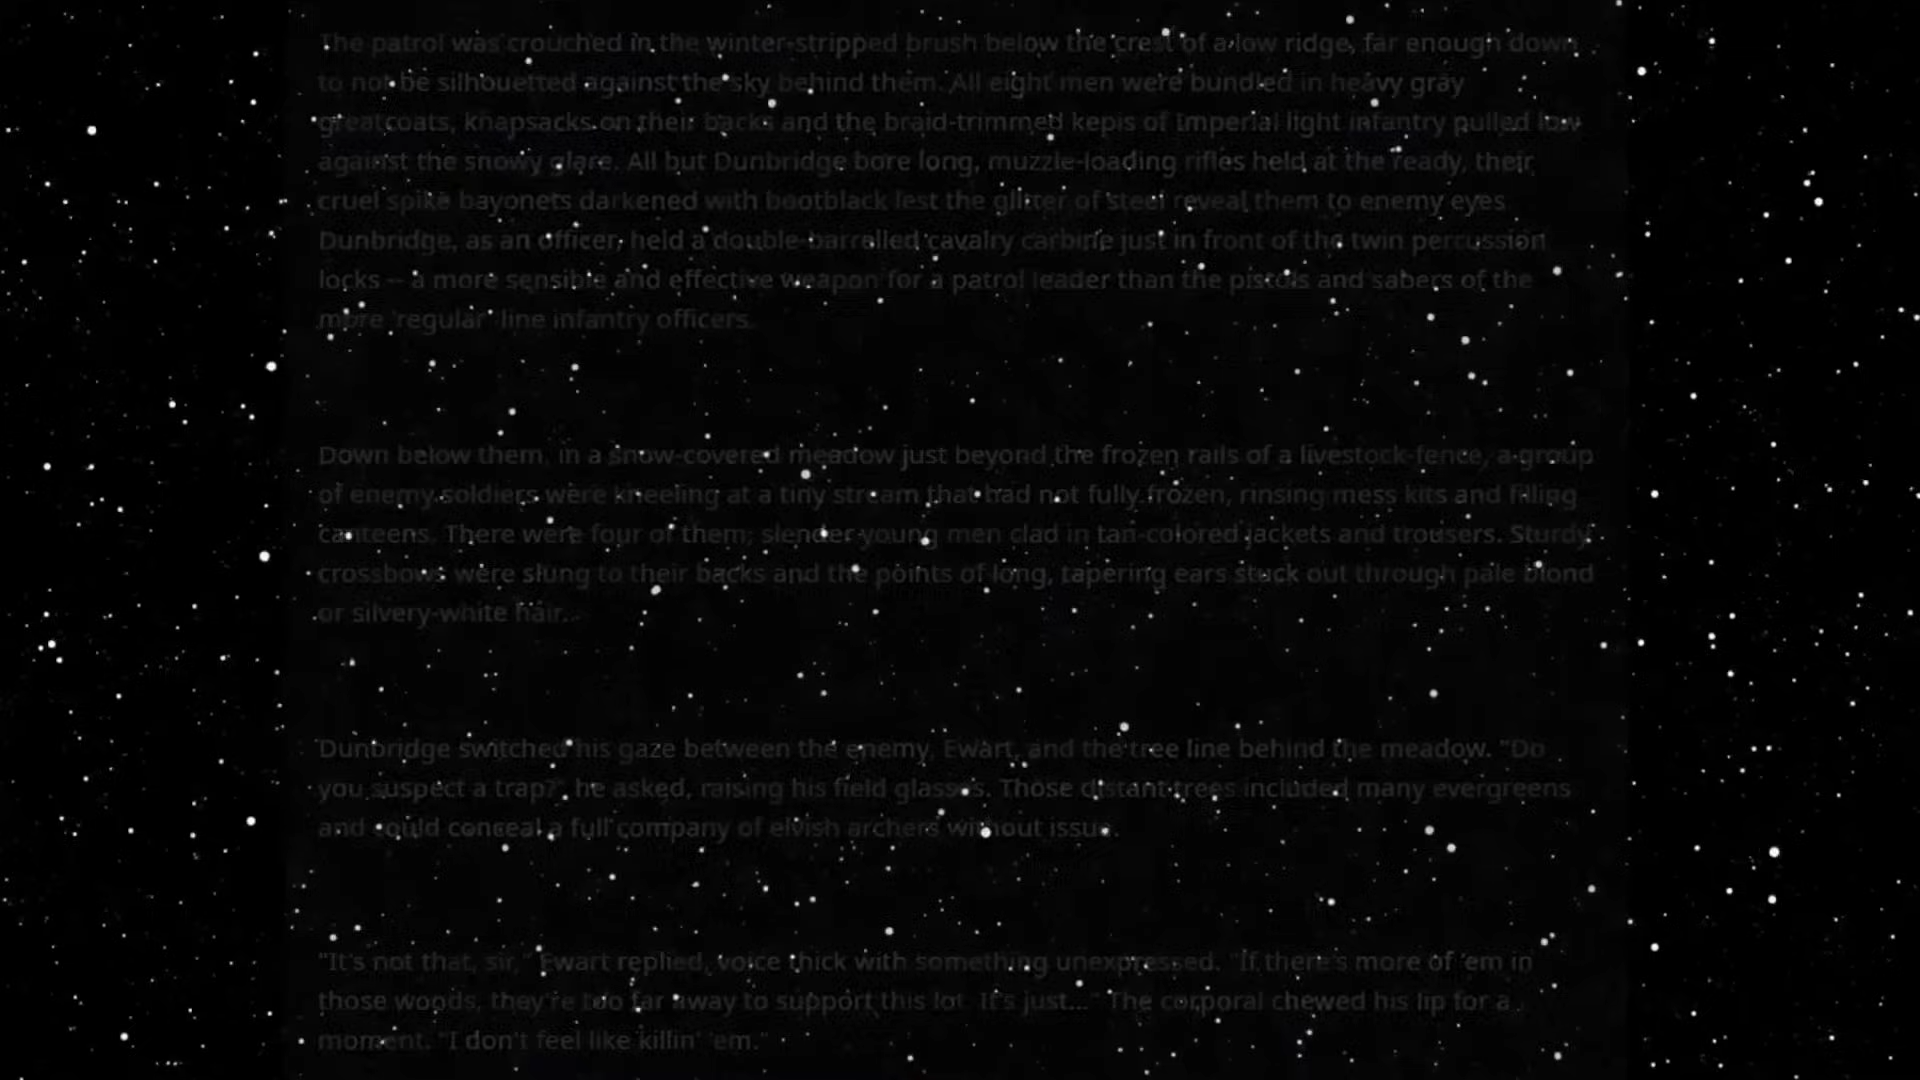 The patrol was crouched in the winter-stripped brush below the crest of a low ridge, far enough down
to not be silhouetted against the sky behind them. All eight men were bundled in heavy gray
greatcoats, knapsacks on their backs and the braid-trimmed kepis of Imperial light infantry pulled low
against the snowy glare. All but Dunbridge bore long, muzzle-loading rifles held at the ready, their
cruel spike bayonets darkened with bootblack lest the glitter of steel reveal them to enemy eyes
Dunbridge, as an officer, held a double-barrelled cavalry carbine just in front of the twin percussion
locks – a more sensible and effective weapon for a patrol leader than the pistols and sabers of the
more 'regular' line infantry officers.
Down below them, in a snow-covered meadow just beyond the frozen rails of a livestock-fence, a group
of enemy soldiers were kneeling at a tiny stream that had not fully frozen, rinsing mess kits and filling
canteens. There were four of them; slender young men clad in tan-colored jackets and trousers. Sturdy
crossbows were slung to their backs and the points of long, tapering ears stuck out through pale blond
or silvery-white hair.
Dunbridge switched his gaze between the enemy, Ewart, and the tree line behind the meadow. "Do
you suspect a trap?" he asked, raising his field glasses. Those distant trees included many evergreens
and could conceal a full company of elvish archers without issue.
"It's not that, sir," Ewart replied, voice thick with something unexpressed. "If there's more of 'em in
those woods, they're too far away to support this lot. It's just..." The corporal chewed his lip for a
moment. "I don't feel like killin' 'em."